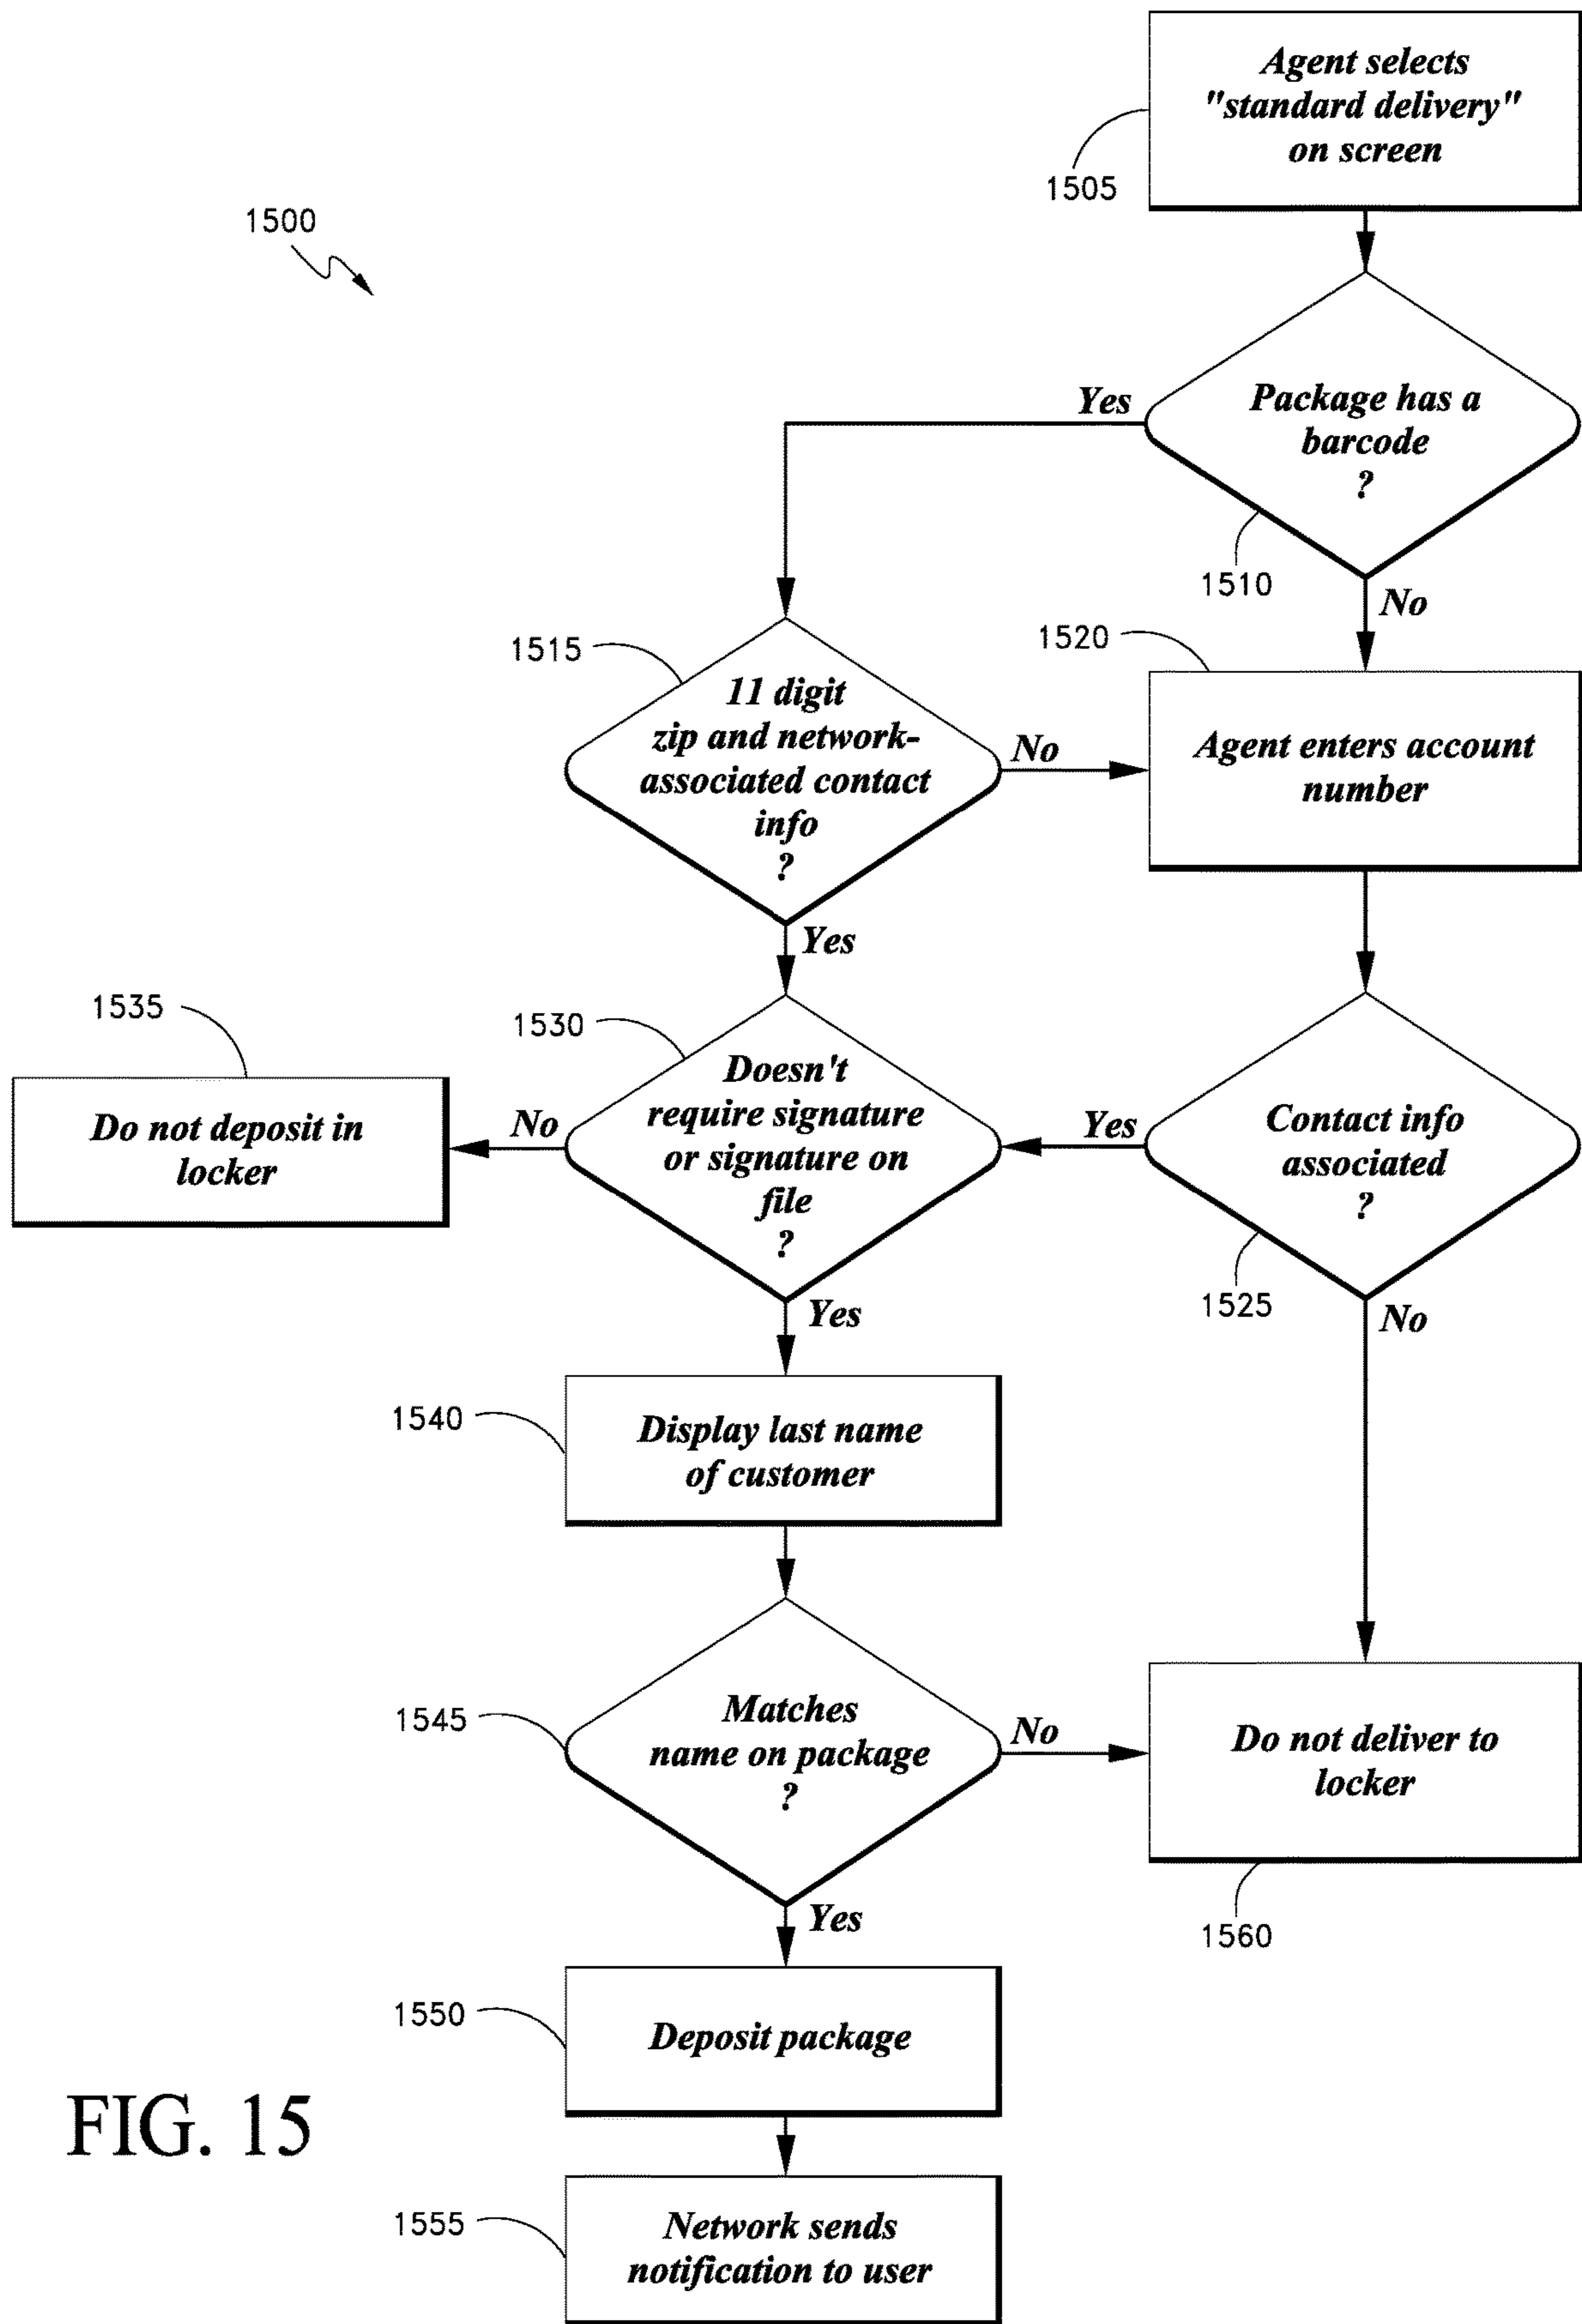 Agent selects
"standard delivery"
on screen
1505
1500
Package has a
barcode
?
Yes
1510
No
1515
11 digit
zip and network-
associated contact
info
?
No
1520
Agent enters account
number
Yes
1535
Do not deposit in
locker
No
1530
Doesn't
require signature
or signature on
file
?
Yes
Contact info
associated
?
1525
No
Yes
1540
Display last name
of customer
1545
Matches
name on package
?
No
Do not deliver to
locker
1560
Yes
1550
Deposit package
1555
Network sends
notification to user
FIG. 15